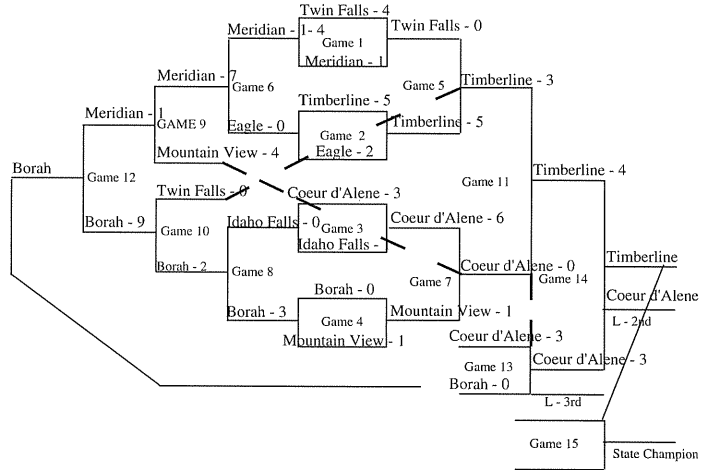 Twin Falls - 4
Meridian - 1- 4
Twin Falls - 0
Game 1
Meridian - 1
Meridian - 7
Game 6
Game 5
Timberline - 3
Timberline - 5
Meridian - 1
GAME 9
Eagle - 0
Game 2
Timberline - 5
Mountain View - 4
Eagle - 2
Borah
Game 12
Game 11
Timberline - 4
Twin Falls - 0
Coeur d'Alene - 3
Borah - 9
Game 10
Idaho Falls - 0
Game 3
Coeur d'Alene - 6
Idaho Falls -
Timberline
Borah - 2
Game 8
Game 7
Coeur d'Alene - 0
Game 14
Borah - 0
Coeur d'Alene
Borah - 3
Game 4
Mountain View - 1
L - 2nd
Mountain View - 1
Coeur d'Alene - 3
Game 13
Coeur d'Alene - 3
Borah - 0
L - 3rd
Game 15
State Champion